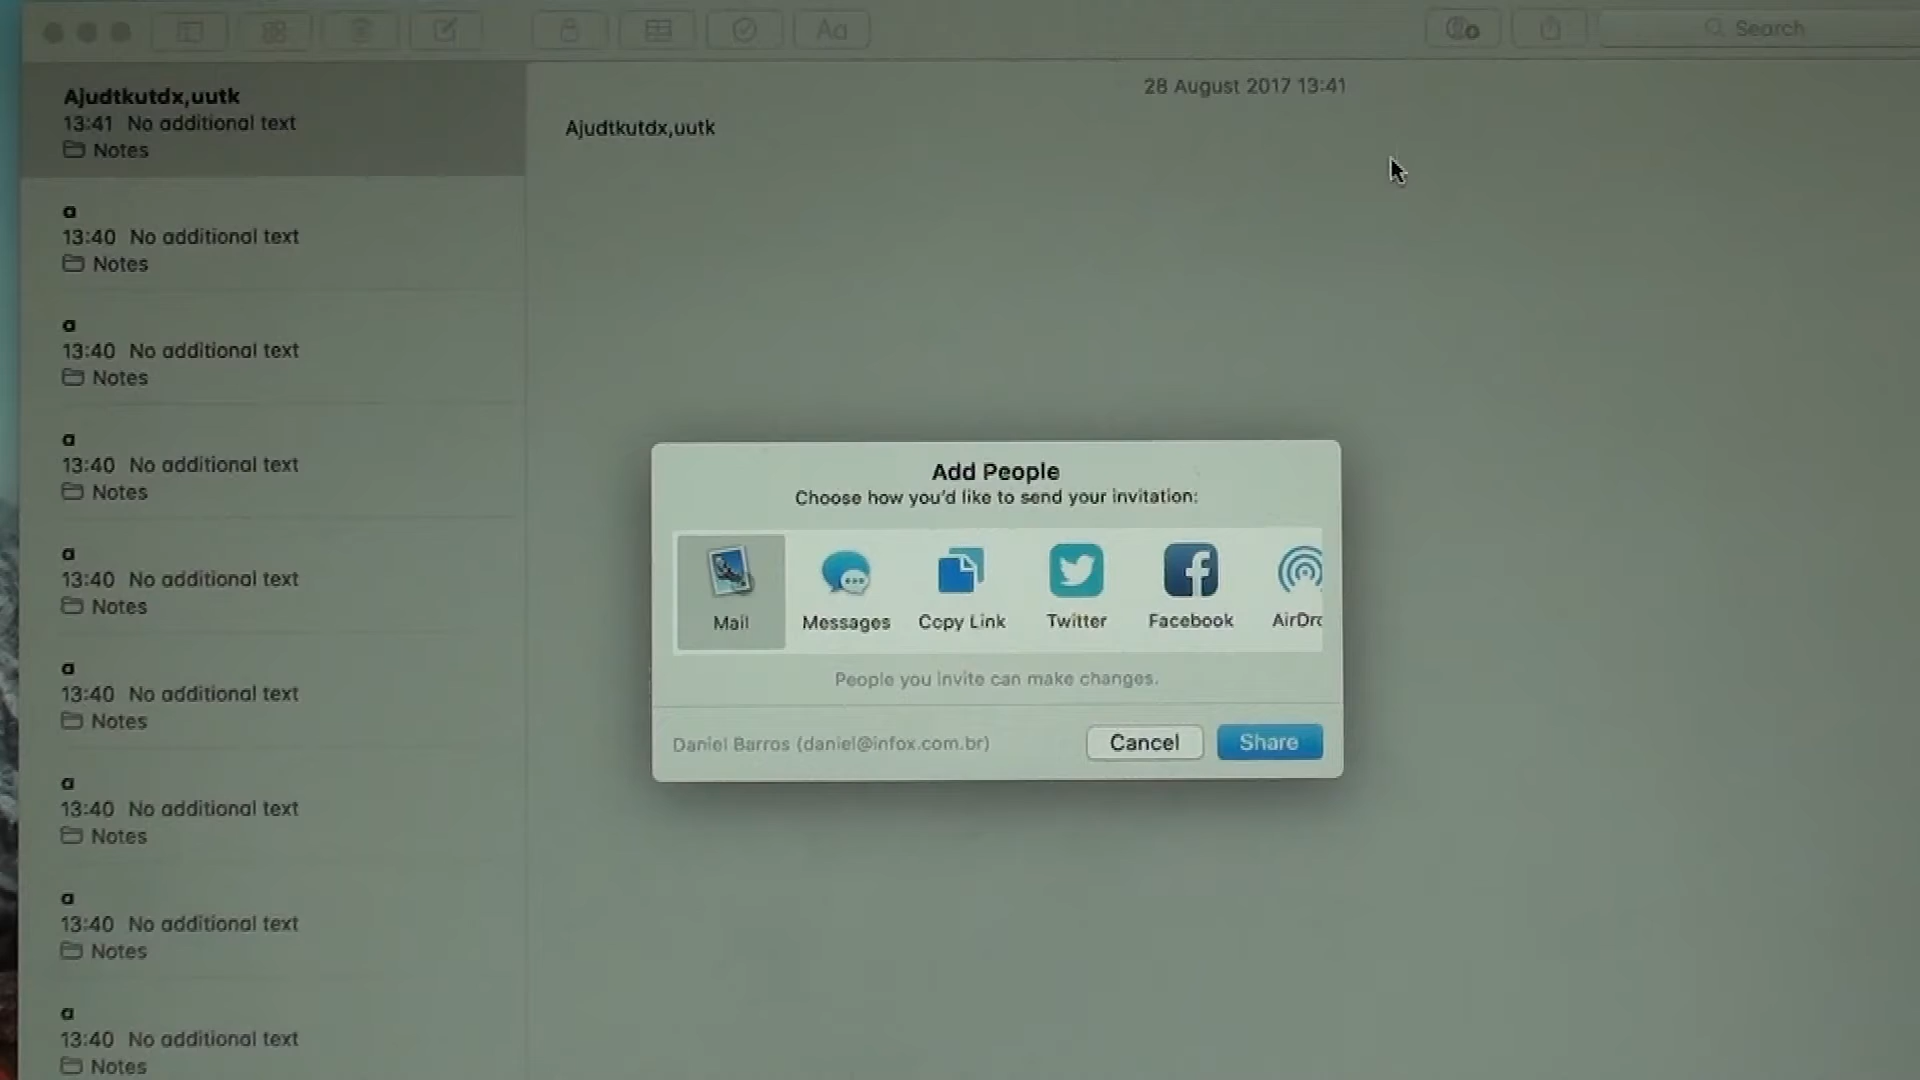 Aa
Search
Ajudtkutdx,uutk
13:41 No additional text
Notes
a
13:40 No additional text
Notes
a
13:40 No additional text
Notes
a
13:40 No additional text
Notes
a
13:40 No additional text
Notes
a
13:40 No additional text
Notes
a
13:40 No additional text
Notes
a
13:40 No additional text
Notes
a
13:40 No additional text
Notes
28 August 2017 13:41
Ajudtkutdx,uutk
Add People
Choose how you'd like to send your invitation:
Mail Messages Copy Link Twitter Facebook AirDro
People you invite can make changes.
Daniel Barros (daniel@infox.com.br) Cancel Share